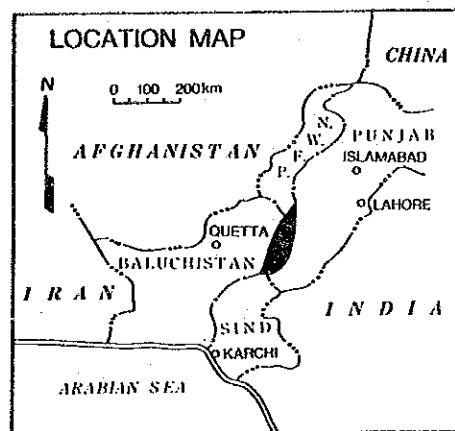 LOCATION MAP
CHINA
N
0 100 200km
N.
W.
F.
P.
PUNJAB
AFGHANISTAN
ISLAMABAD
LAHORE
QUETTA
BALUCHISTAN
IRAN
INDIA
SIND
KARCHI
ARABIAN SEA